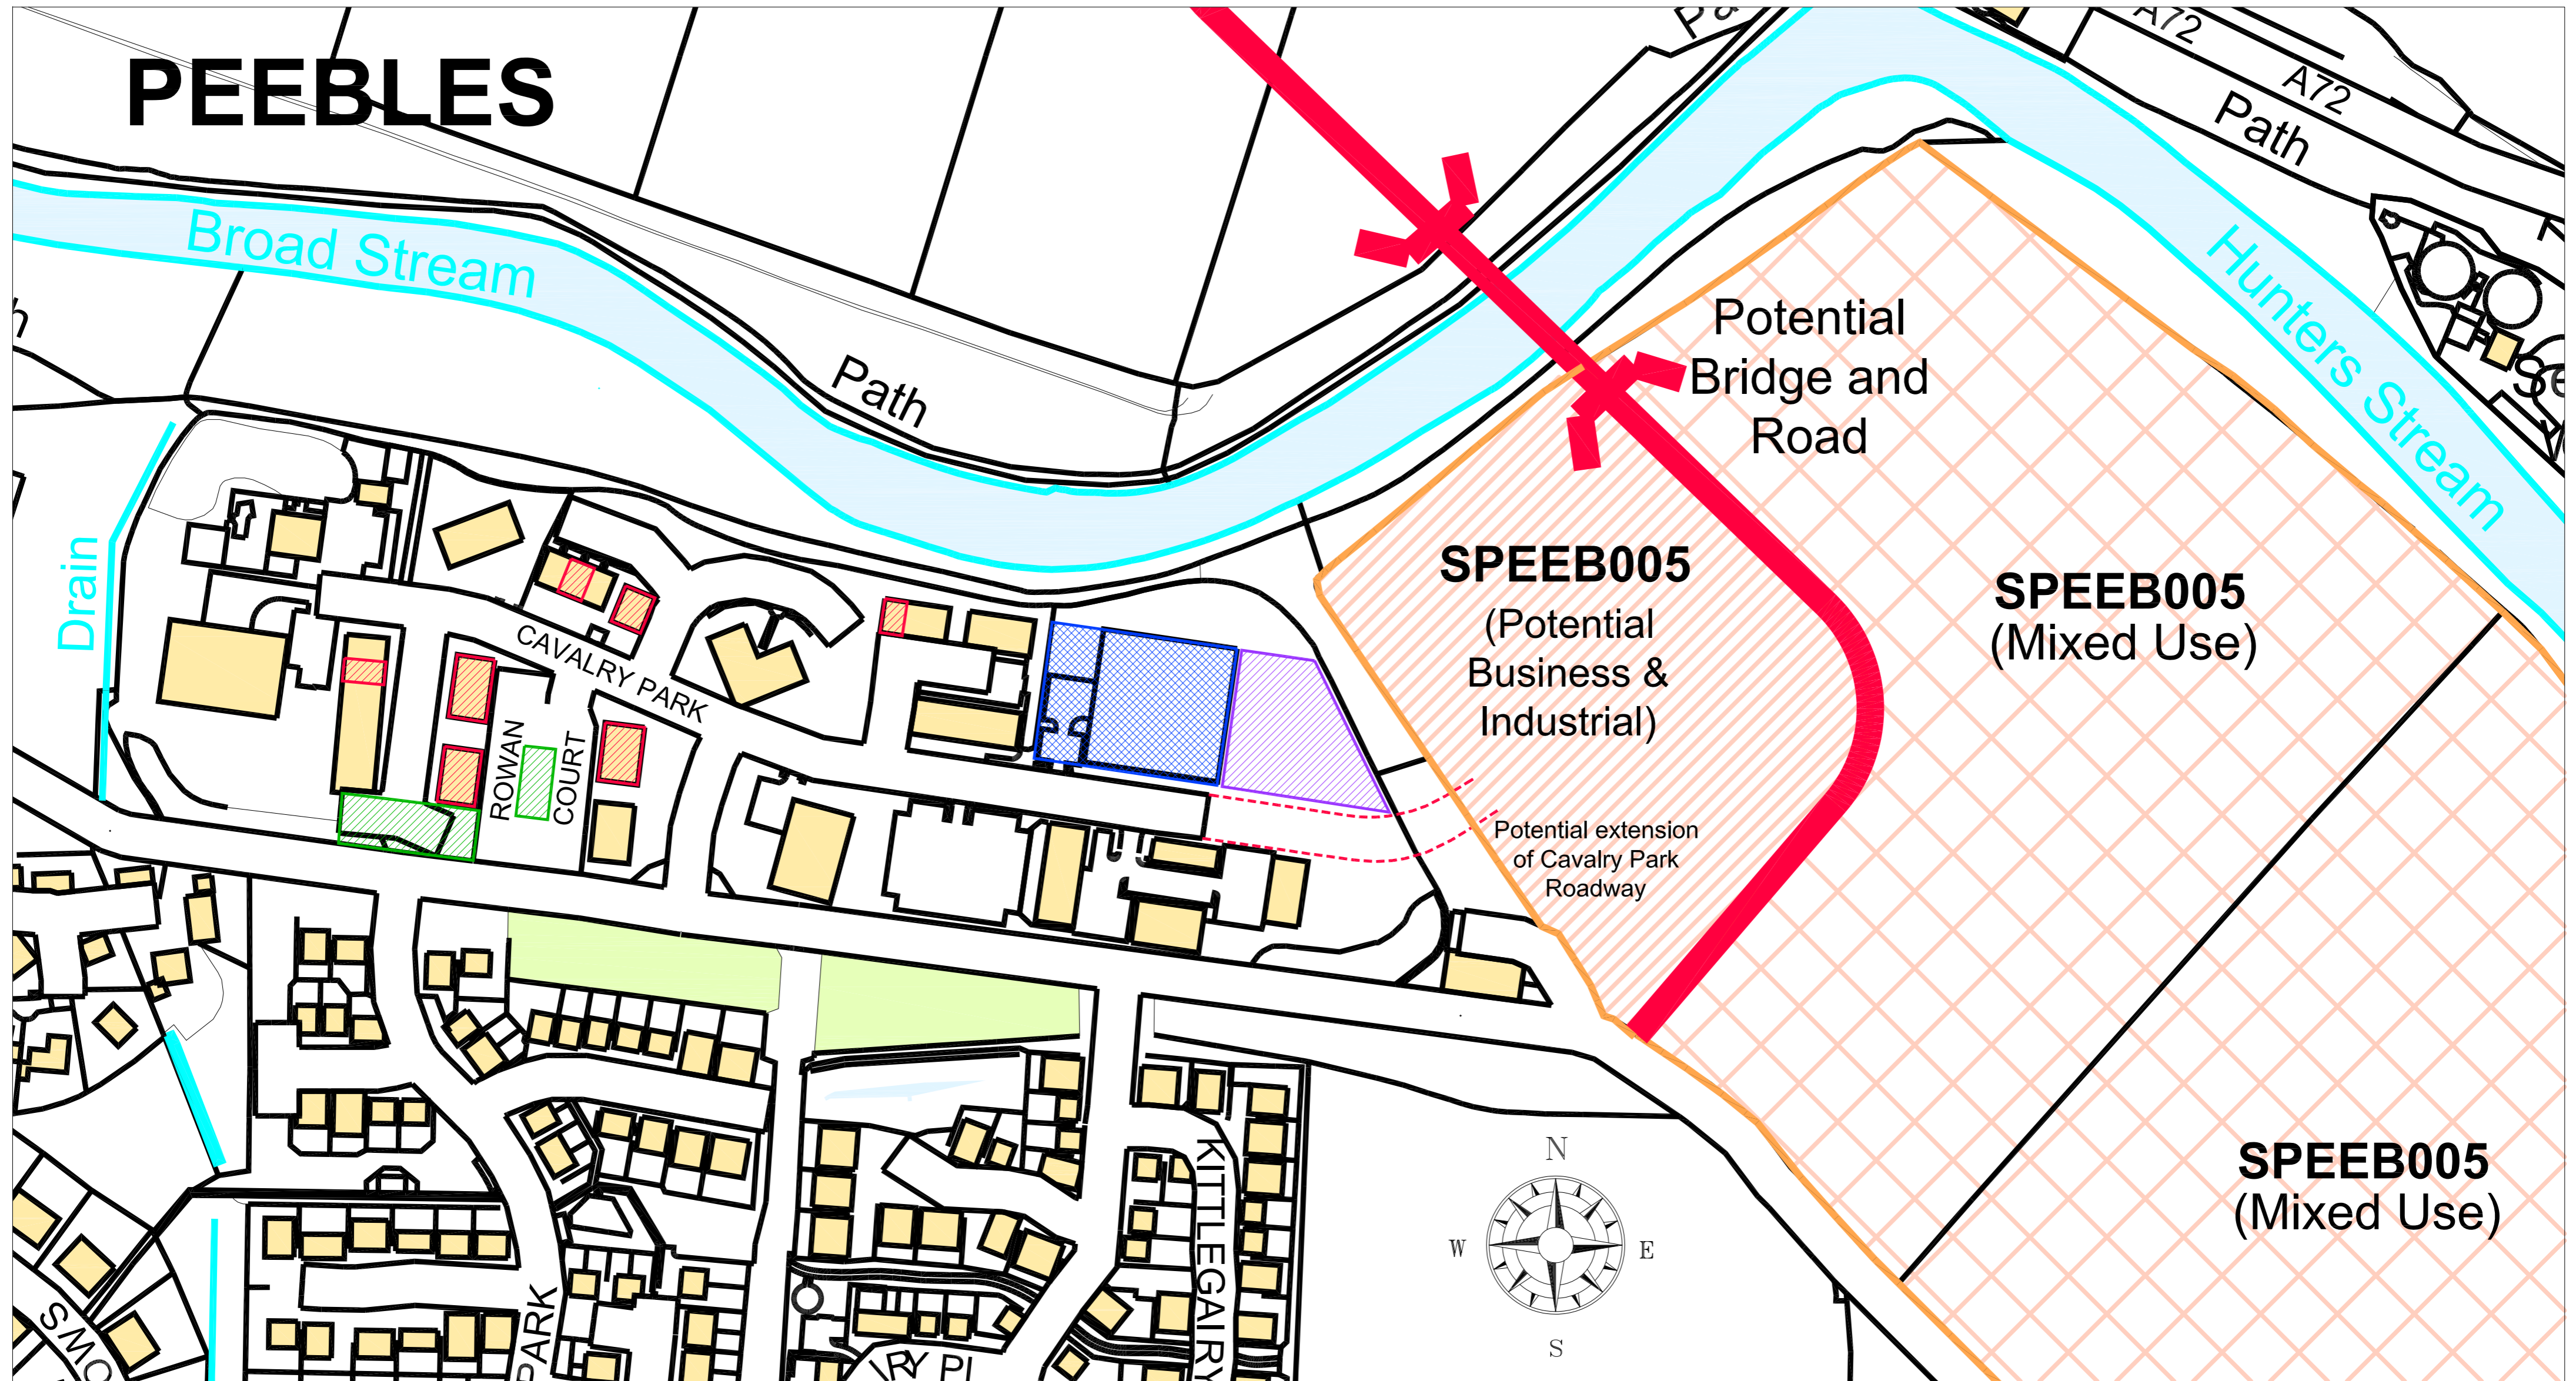 PEEBLES
A72
A72
Path
Broad Stream
Hunters Stream
Path
Potential
Bridge and
Road
Drain
CAVALRY PARK
ROWAN
COURT
SPEEB005
(Potential
Business &
Industrial)
SPEEB005
(Mixed Use)
Potential extension
of Cavalry Park
Roadway
SPEEB005
(Mixed Use)
KITTLEGAIRY
PARK
N
W
E
S